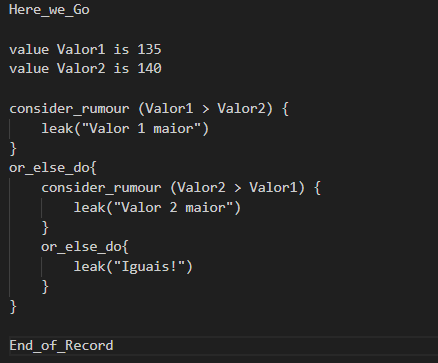 Here_we_Go
value Valor1 is 135
value Valor2 is 140
consider_rumour (Valor1 > Valor2) {
leak("Valor 1 maior")
}
or_else_do{
consider_rumour (Valor2 > Valor1) {
leak("Valor 2 maior")
}
or_else_do{
leak("Iguais!")
}
}
End_of_Record